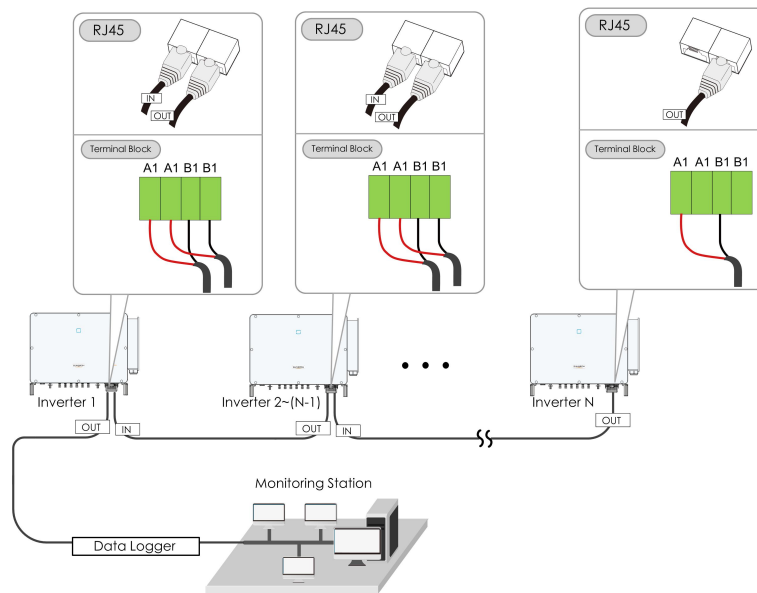 RJ45
RJ45
RJ45
IN
OUT
IN
OUT
OUT
Terminal Block
Terminal Block
Terminal Block
A1 A1 B1 B1
A1 A1 B1 B1
A1 A1 B1 B1
Inverter 1
Inverter 2~(N-1)
Inverter N
OUT
IN
OUT
IN
OUT
Monitoring Station
Data Logger